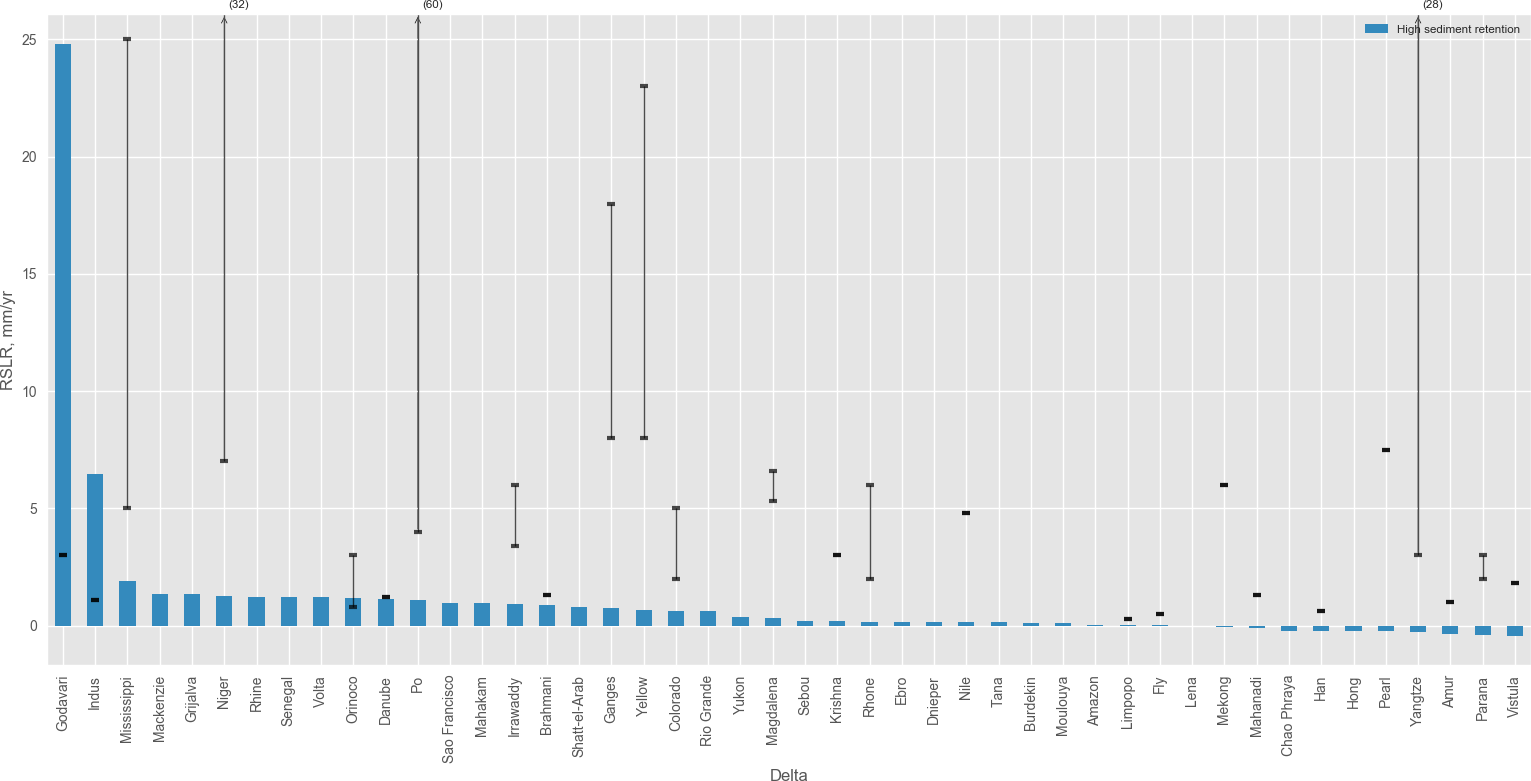 (32)
(60)
(28)
High sediment retention
25
20
15
10
5
0
RSLR, mm/yr
Godavari
Indus
Mississippi
Mackenzie
Grijalva
Niger
Rhine
Senegal
Volta
Orinoco
Danube
Po
Sao Francisco
Mahakam
Irrawaddy
Brahmani
Shatt-el-Arab
Ganges
Yellow
Colorado
Rio Grande
Yukon
Magdalena
Sebou
Krishna
Rhone
Ebro
Dnieper
Nile
Tana
Burdekin
Moulouya
Amazon
Limpopo
Fly
Lena
Mekong
Mahanadi
Chao Phraya
Han
Hong
Pearl
Yangtze
Amur
Parana
Vistula
Delta